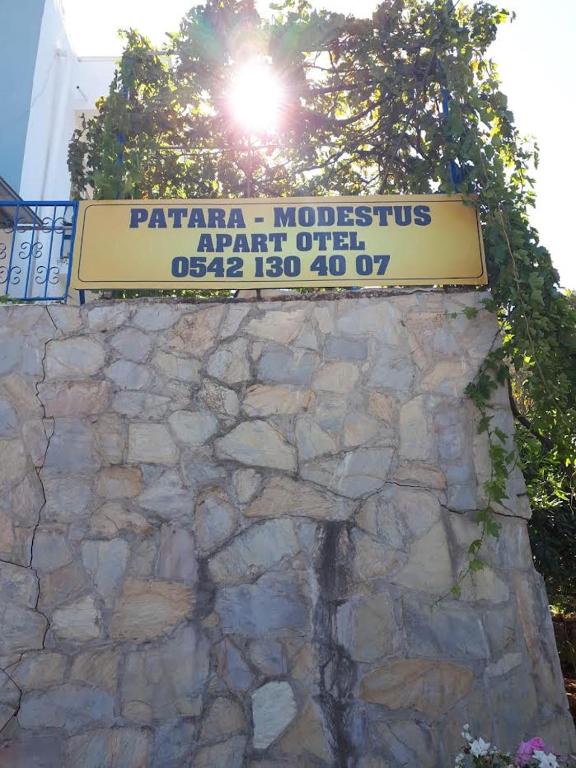 PATARA - MODESTUS
APART OTEL
0542 130 40 07